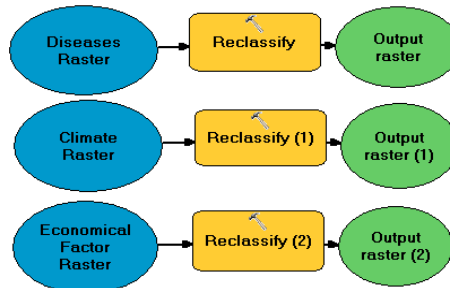 Diseases
Raster
Reclassify
Output
raster
Climate
Raster
Reclassify (1)
Output
raster (1)
Economical
Factor
Raster
Reclassify (2)
Output
raster (2)